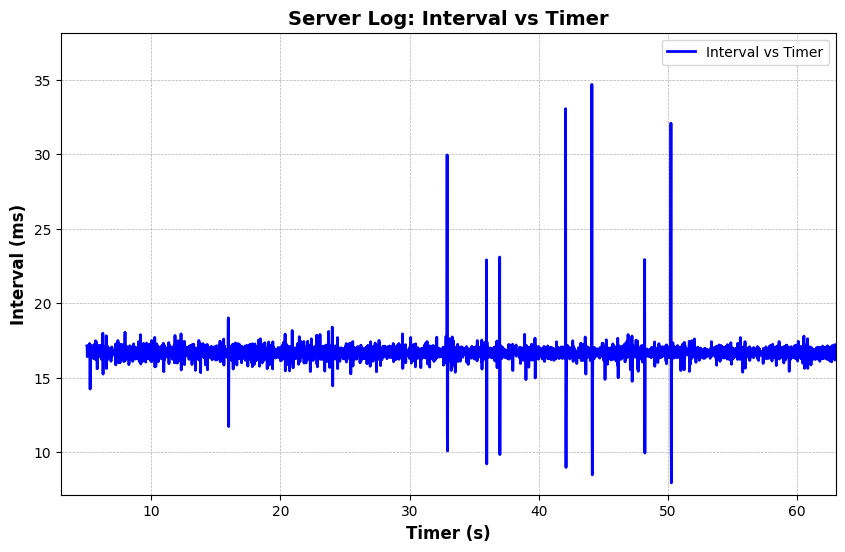 Server Log: Interval vs Timer
Interval vs Timer
35
30
25
20
15
10
Interval (ms)
10 20 30 40 50 60
Timer (s)